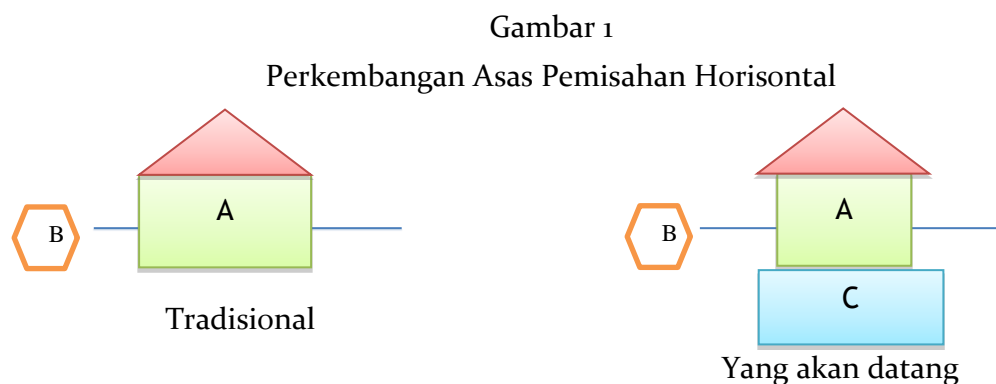 Gambar 1
Perkembangan Asas Pemisahan Horisontal
A
B
Tradisional
A
B
C
Yang akan datang